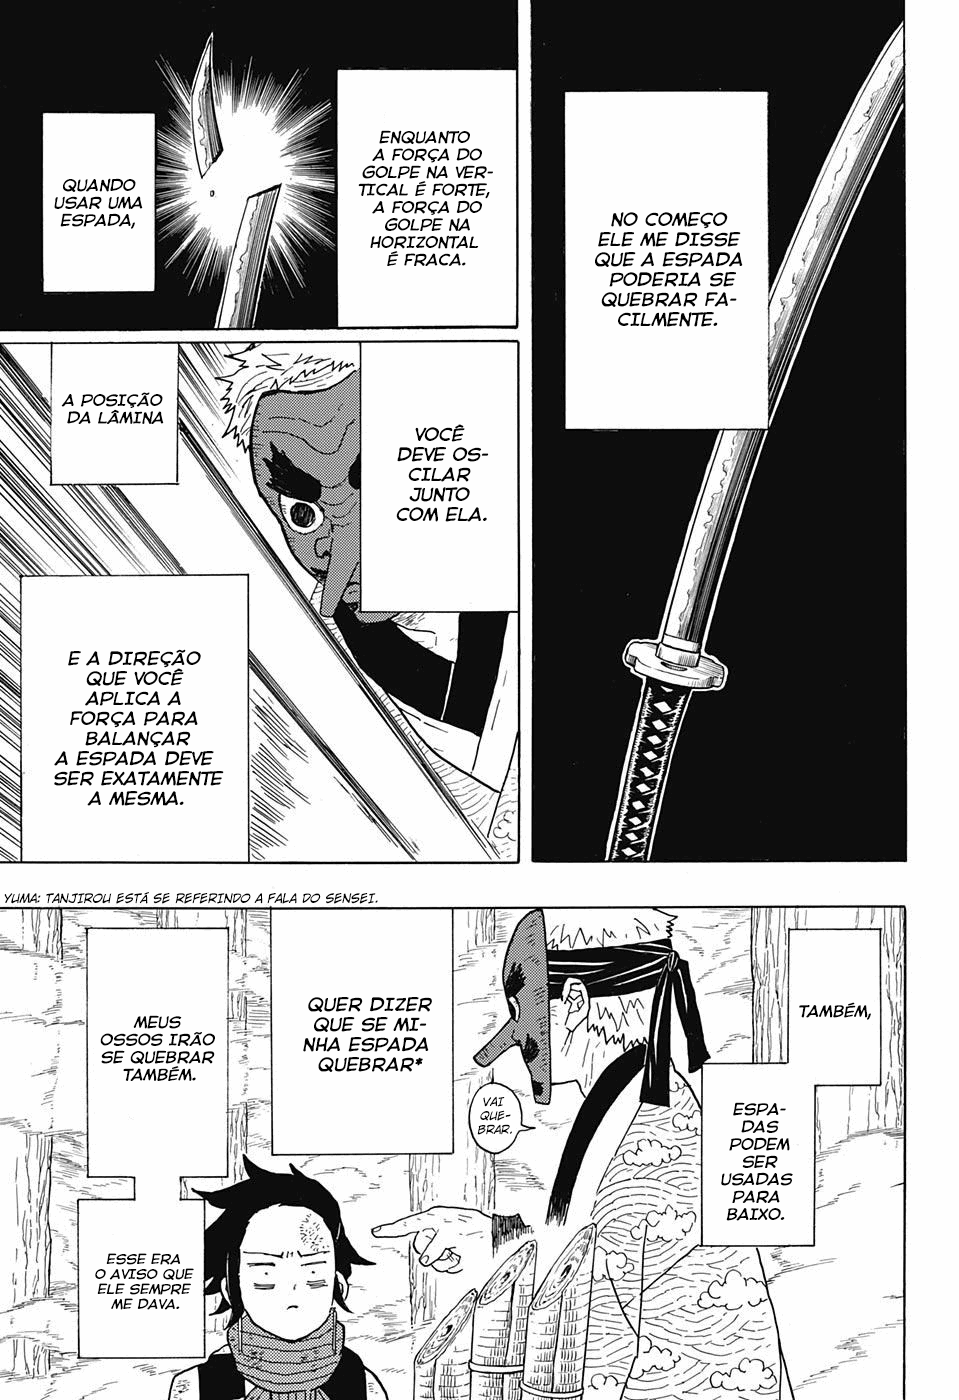 NO COMEÇO
ELE ME DISSE
QUE A ESPADA
PODERIA SE
QUEBRAR FA-
CILMENTE.
ENQUANTO
A FORÇA DO
GOLPE NA VER-
TICAL É FORTE,
A FORÇA DO
GOLPE NA
HORIZONTAL
É FRACA.
QUANDO
USAR UMA
ESPADA,
VOCÊ
DEVE OS-
CILAR
JUNTO
COM ELA.
A POSIÇÃO
DA LÂMINA
E A DIREÇÃO
QUE VOCÊ
APLICA A
FORÇA PARA
BALANÇAR
A ESPADA DEVE
SER EXATAMENTE
A MESMA.
YUMA: TANJIROU ESTÁ SE REFERINDO A FALA DO SENSEI.
TAMBÉM,
ESPA-
DAS
PODEM
SER
USADAS
PARA
BAIXO.
QUER DIZER
QUE SE MI-
NHA ESPADA
QUEBRAR*
VAI
QUE-
BRAR.
MEUS
OSSOS IRÃO
SE QUEBRAR
TAMBÉM.
ESSE ERA
O AVISO QUE
ELE SEMPRE
ME DAVA.